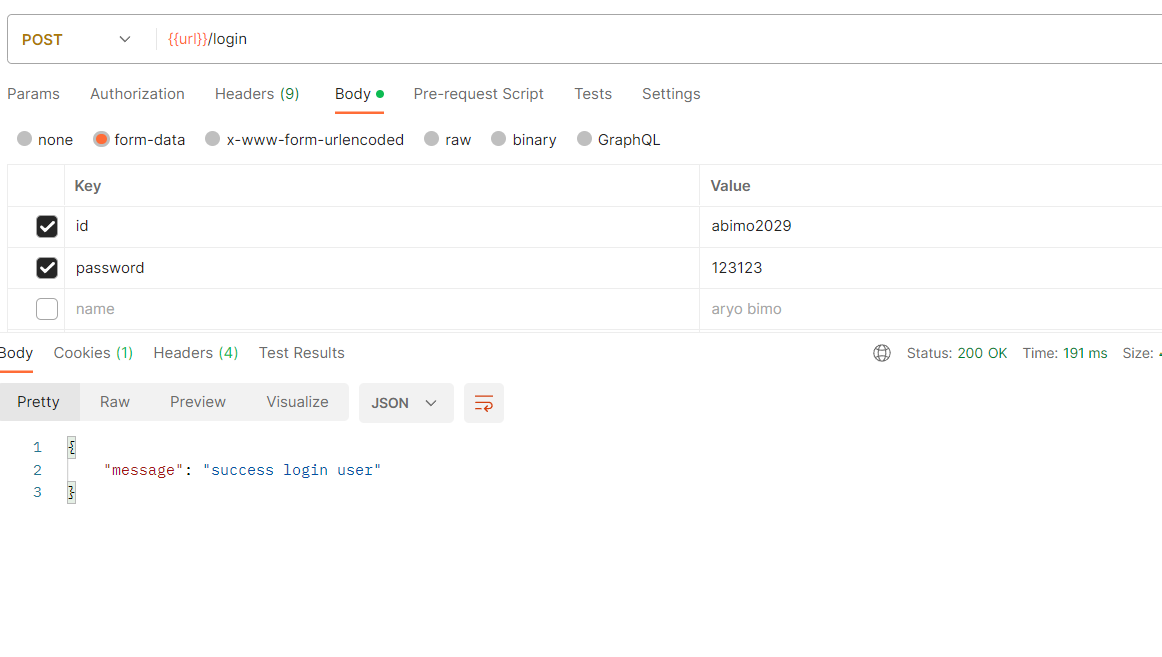 POST {{url}}/login
Params Authorization Headers (9) Body Pre-request Script Tests Settings
none form-data x-www-form-urlencoded raw binary GraphQL
Key Value
id abimo2029
password 123123
name aryo bimo
Body Cookies (1) Headers (4) Test Results Status: 200 OK Time: 191 ms Size:
Pretty Raw Preview Visualize JSON
1 {
2 "message": "success login user"
3 }